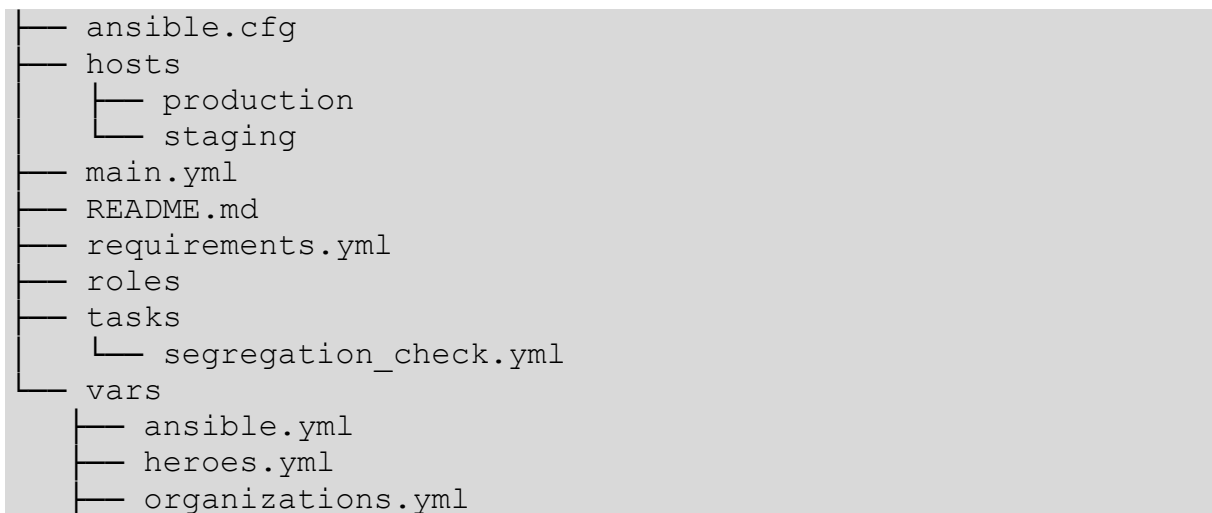 ├── ansible.cfg
├── hosts
│   ├── production
│   └── staging
├── main.yml
├── README.md
├── requirements.yml
├── roles
├── tasks
│   └── segregation_check.yml
└── vars
    ├── ansible.yml
    ├── heroes.yml
    ├── organizations.yml